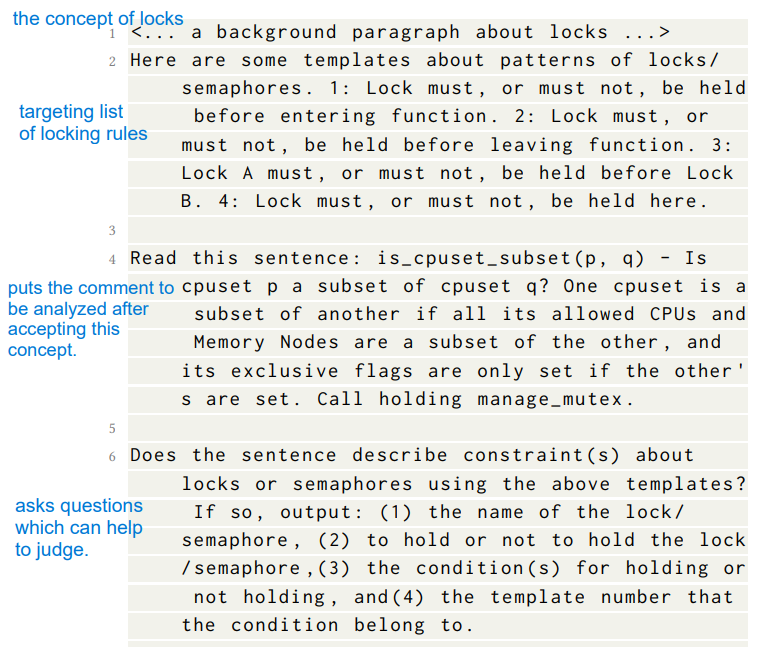 the concept of locks
1 <... a background paragraph about locks ...>
2 Here are some templates about patterns of locks/
semaphores. 1: Lock must, or must not, be held
targeting list
of locking rules
before entering function. 2: Lock must, or
must not, be held before leaving function. 3:
Lock A must, or must not, be held before Lock
B. 4: Lock must, or must not, be held here.
3
4 Read this sentence: is_cpuset_subset(p, q) - Is
puts the comment to
be analyzed after
accepting this
concept.
cpuset p a subset of cpuset q? One cpuset is a
subset of another if all its allowed CPUs and
Memory Nodes are a subset of the other, and
its exclusive flags are only set if the other'
s are set. Call holding manage_mutex.
5
6 Does the sentence describe constraint(s) about
locks or semaphores using the above templates?
asks questions
which can help
to judge.
If so, output: (1) the name of the lock/
semaphore, (2) to hold or not to hold the lock
/semaphore,(3) the condition(s) for holding or
not holding, and(4) the template number that
the condition belong to.